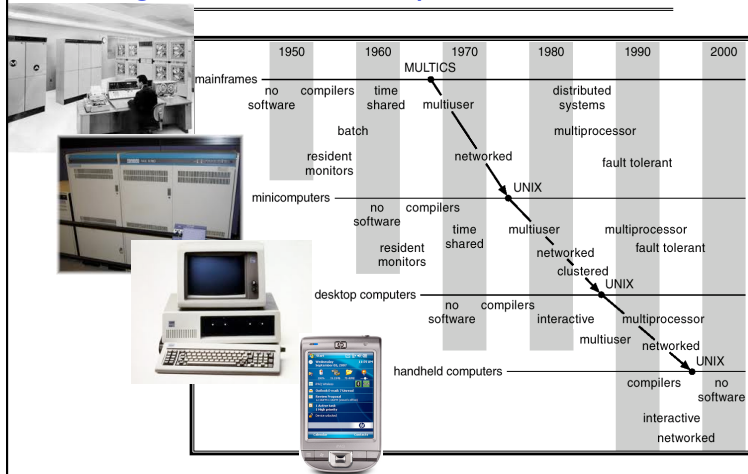 1950 1960 1970 1980 1990 2000
MULTICS
mainframes
no software
compilers
time shared
multiuser
distributed systems
batch
multiprocessor
resident monitors
networked
fault tolerant
UNIX
minicomputers
no software
compilers
time shared
multiuser
multiprocessor
resident monitors
networked
fault tolerant
clustered
UNIX
desktop computers
no software
compilers
interactive
multiprocessor
multiuser
networked
UNIX
handheld computers
compilers
no software
interactive
networked
hp
Start